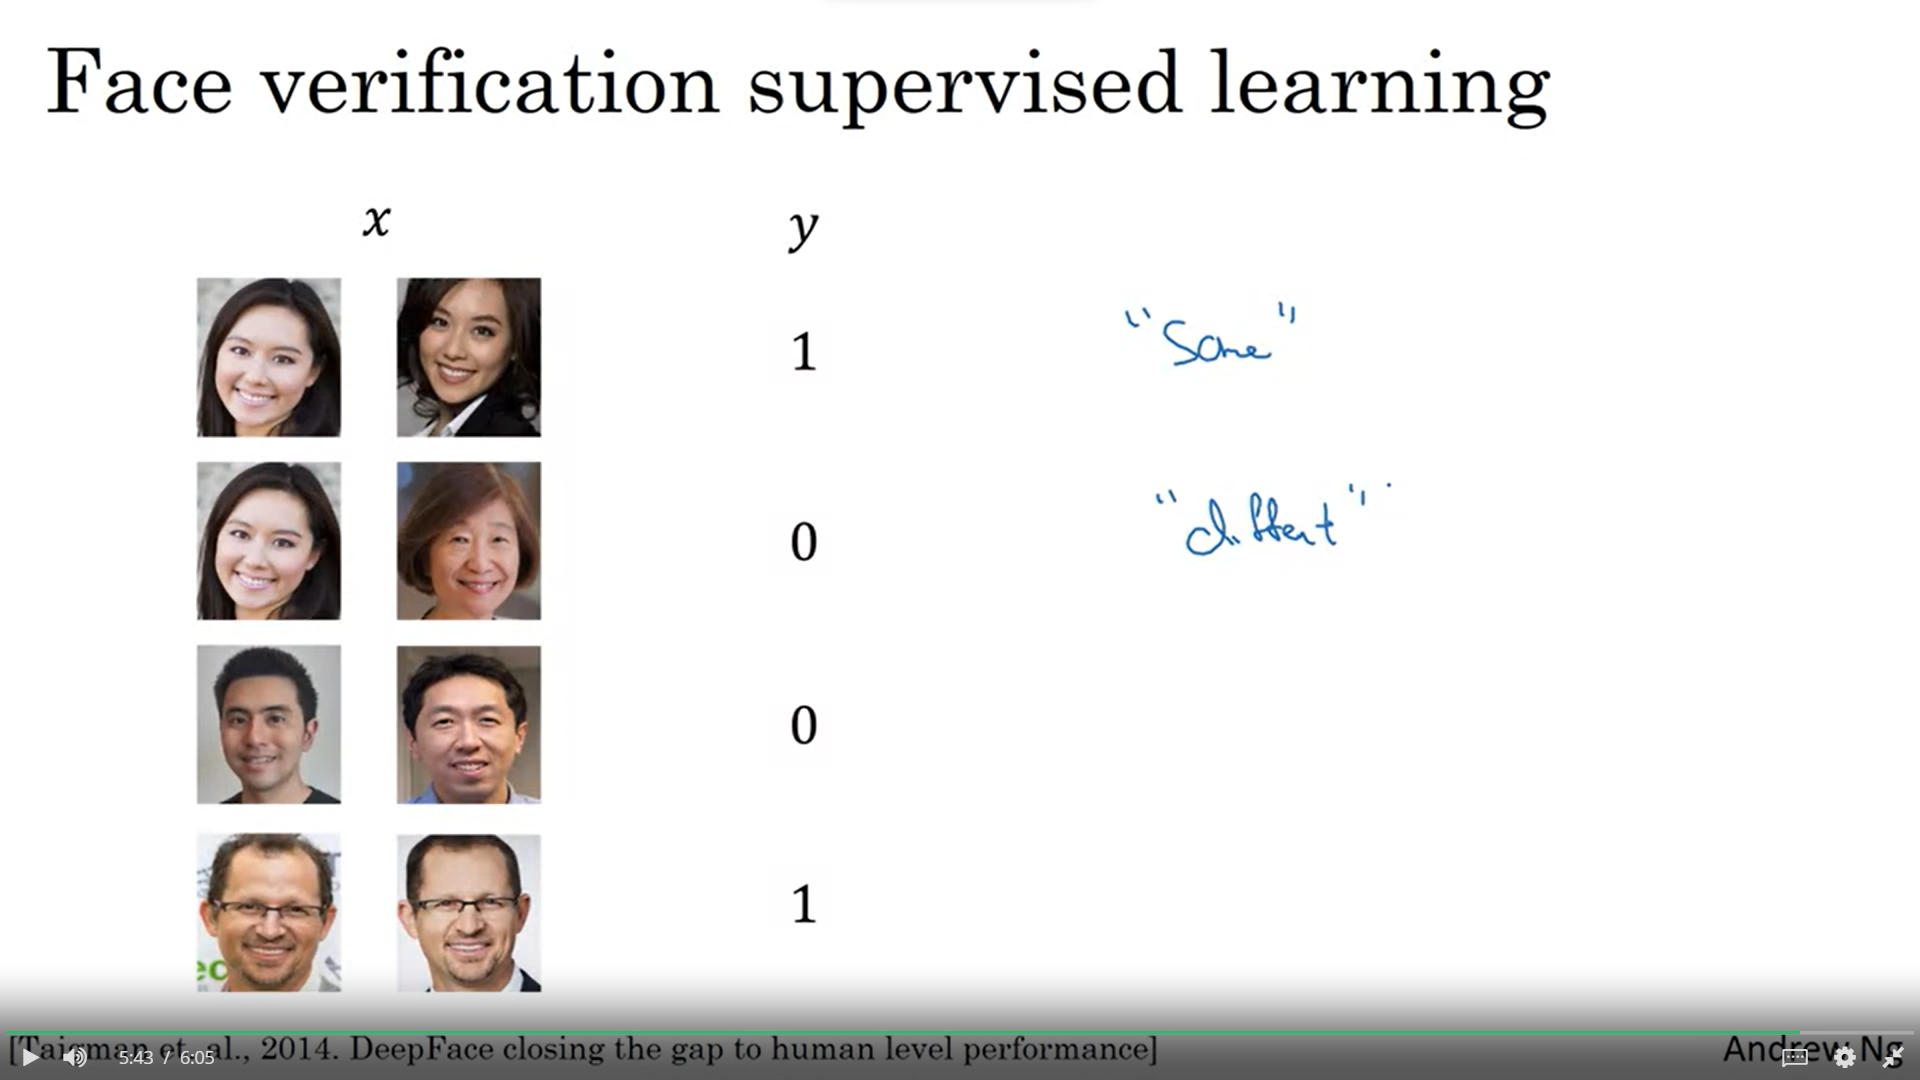 Face verification supervised learning
x y
1 "Same"
0 "different"
0
1
ec
[Taigman et. al., 2014. DeepFace closing the gap to human level performance] Andrew Ng
5:43 / 6:05